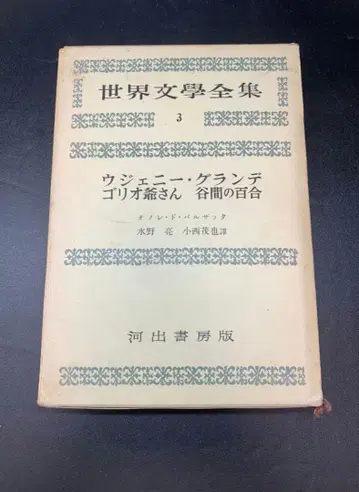 世界文學全集
3
ウジェニー・グランデ
ゴリオ爺さん 谷間の百合
オノレ・ド・バルザック
水野 亮 小西茂也譯
河出書房版